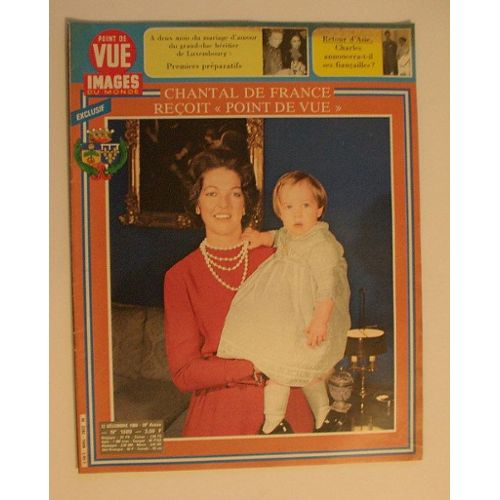 POINT DE
VUE
IMAGES
DU MONDE
A deux mois du mariage d'amour
du grand-duc héritier
de Luxembourg :
Premiers préparatifs
Retour d'Asie,
Charles
annoncera-t-il
ses fiançailles ?
EXCLUSIF
CHANTAL DE FRANCE
REÇOIT « POINT DE VUE »